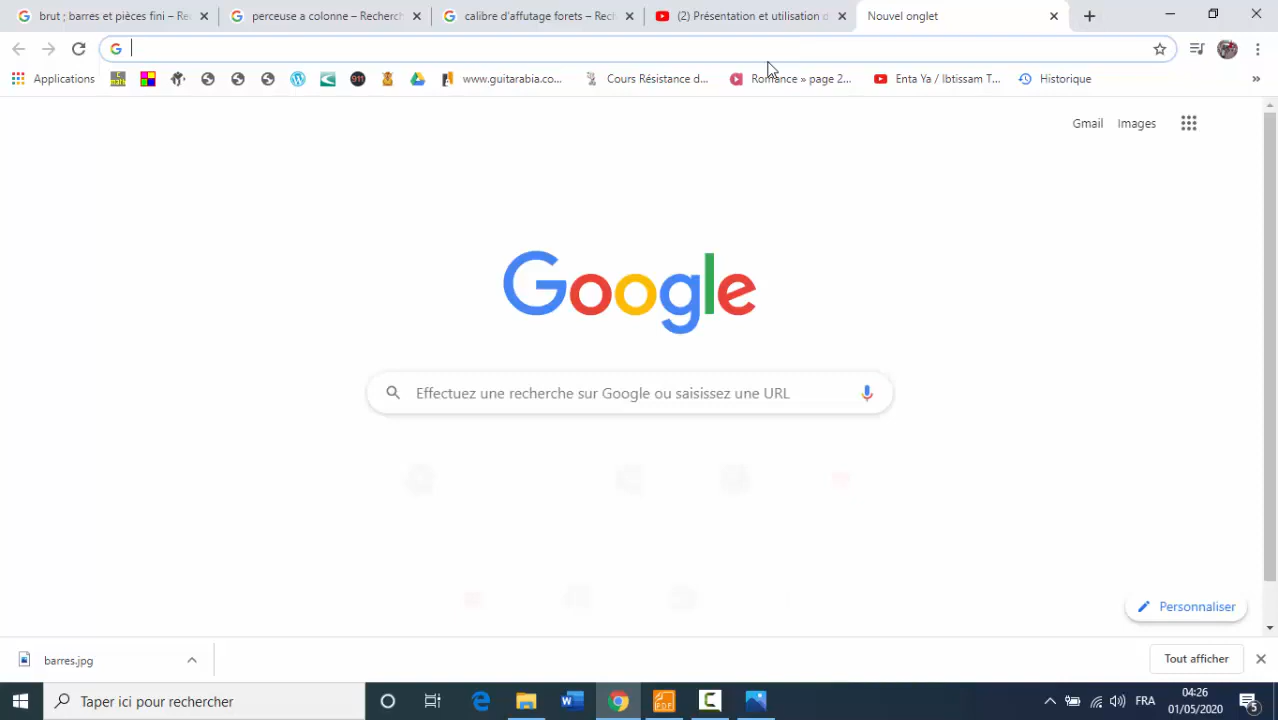 brut ; barres et pièces fini – Re
perceuse a colonne – Recherch
calibre d'affutage forets – Rech
(2) Présentation et utilisation d
Nouvel onglet
Applications
www.guitarabia.co...
Cours Résistance d...
Romance » page 2...
Enta Ya / Ibtissam T...
Historique
»
Gmail
Images
Google
Effectuez une recherche sur Google ou saisissez une URL
Personnaliser
barres.jpg
Tout afficher
Taper ici pour rechercher
FRA
04:26
01/05/2020
5